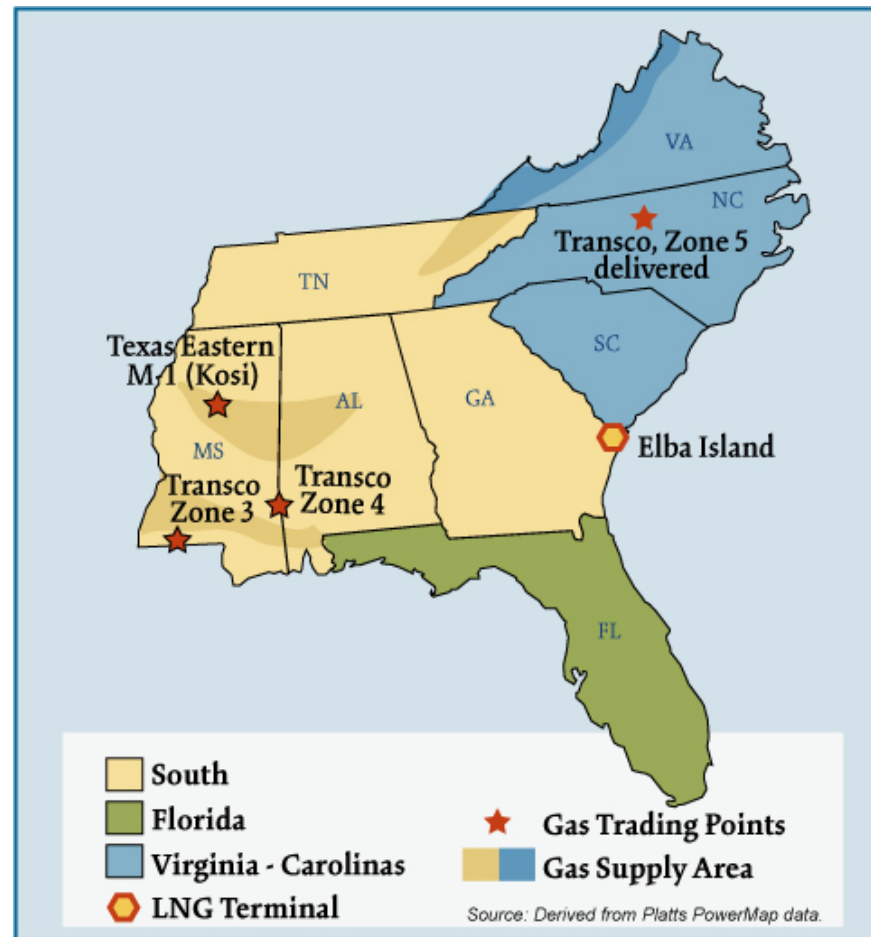 VA
NC
Transco, Zone 5
delivered
TN
SC
Texas Eastern
M-1 (Kosi)
AL
GA
MS
Elba Island
Transco
Zone 3
Transco
Zone 4
FL
South
Florida
Virginia - Carolinas
LNG Terminal
Gas Trading Points
Gas Supply Area
Source: Derived from Platts PowerMap data.